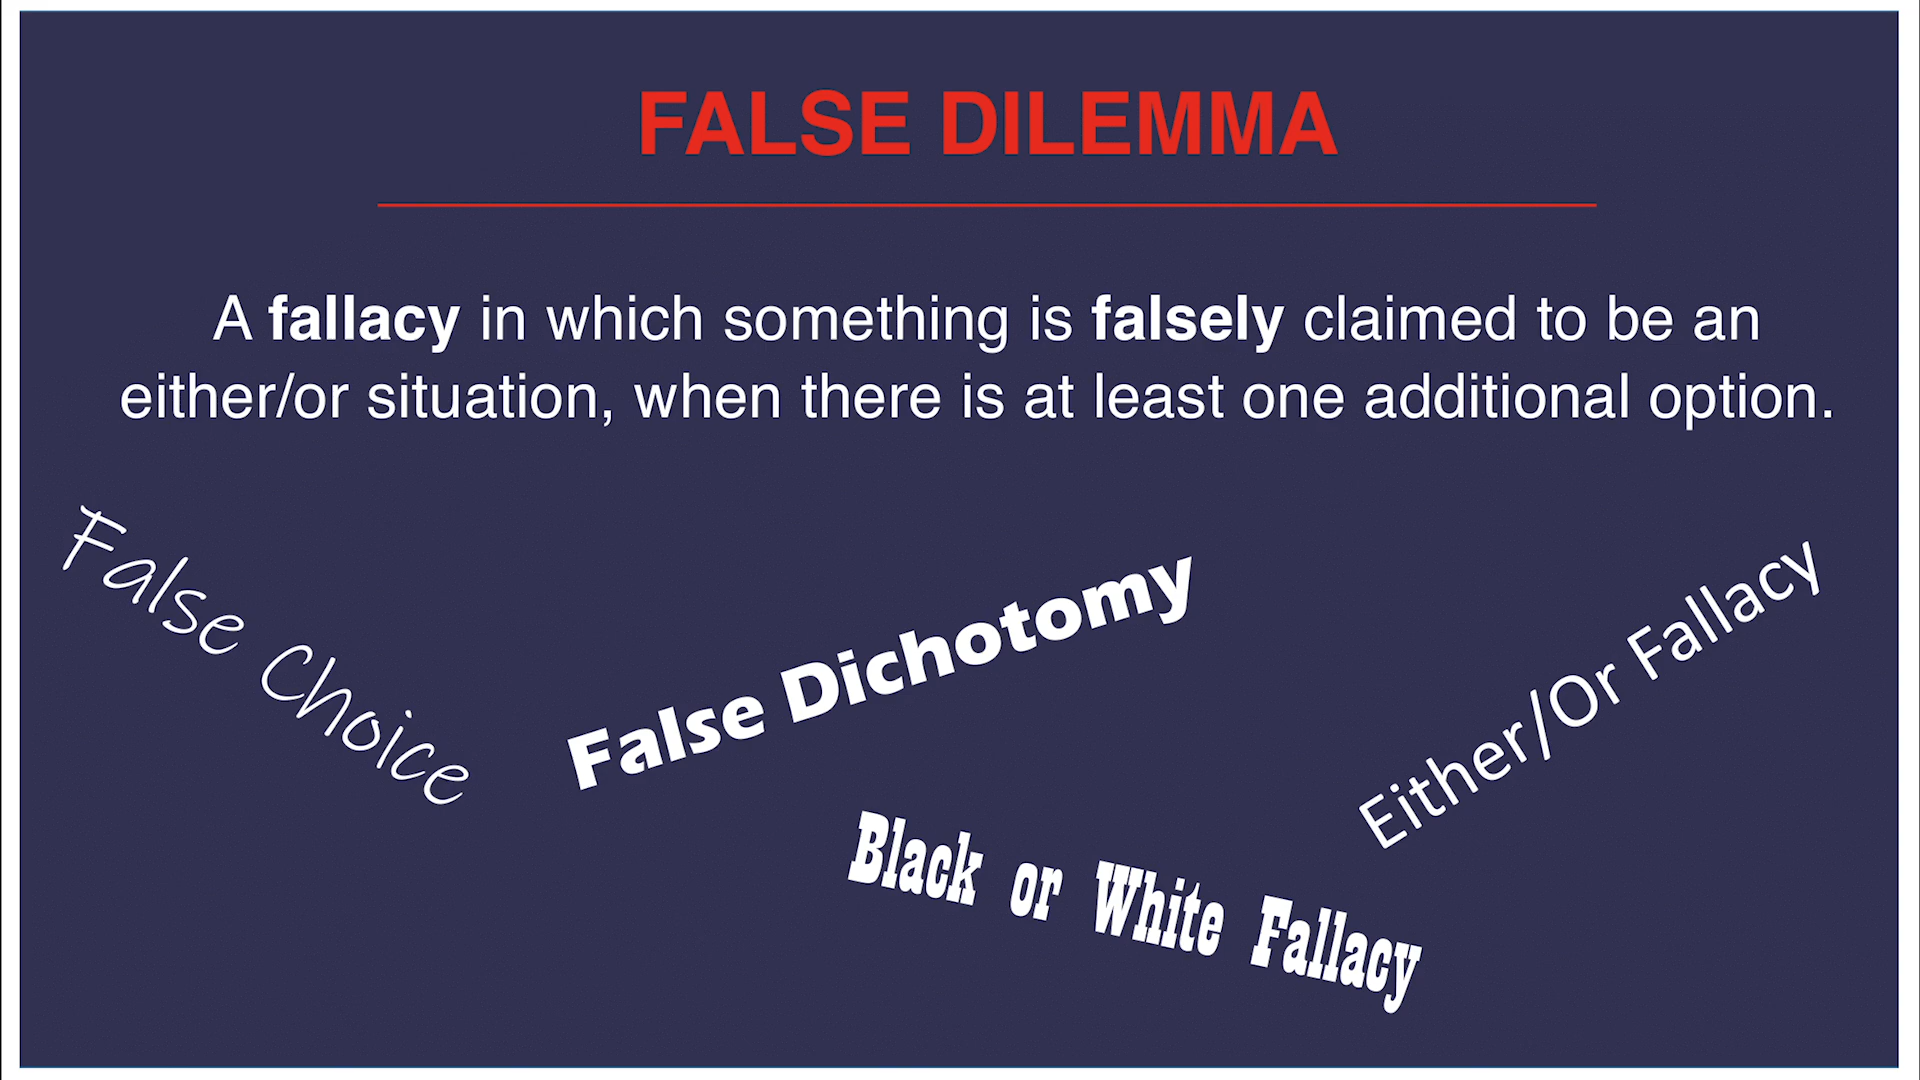 FALSE DILEMMA
A fallacy in which something is falsely claimed to be an
either/or situation, when there is at least one additional option.
False Choice
False Dichotomy
Either/Or Fallacy
Black or White Fallacy